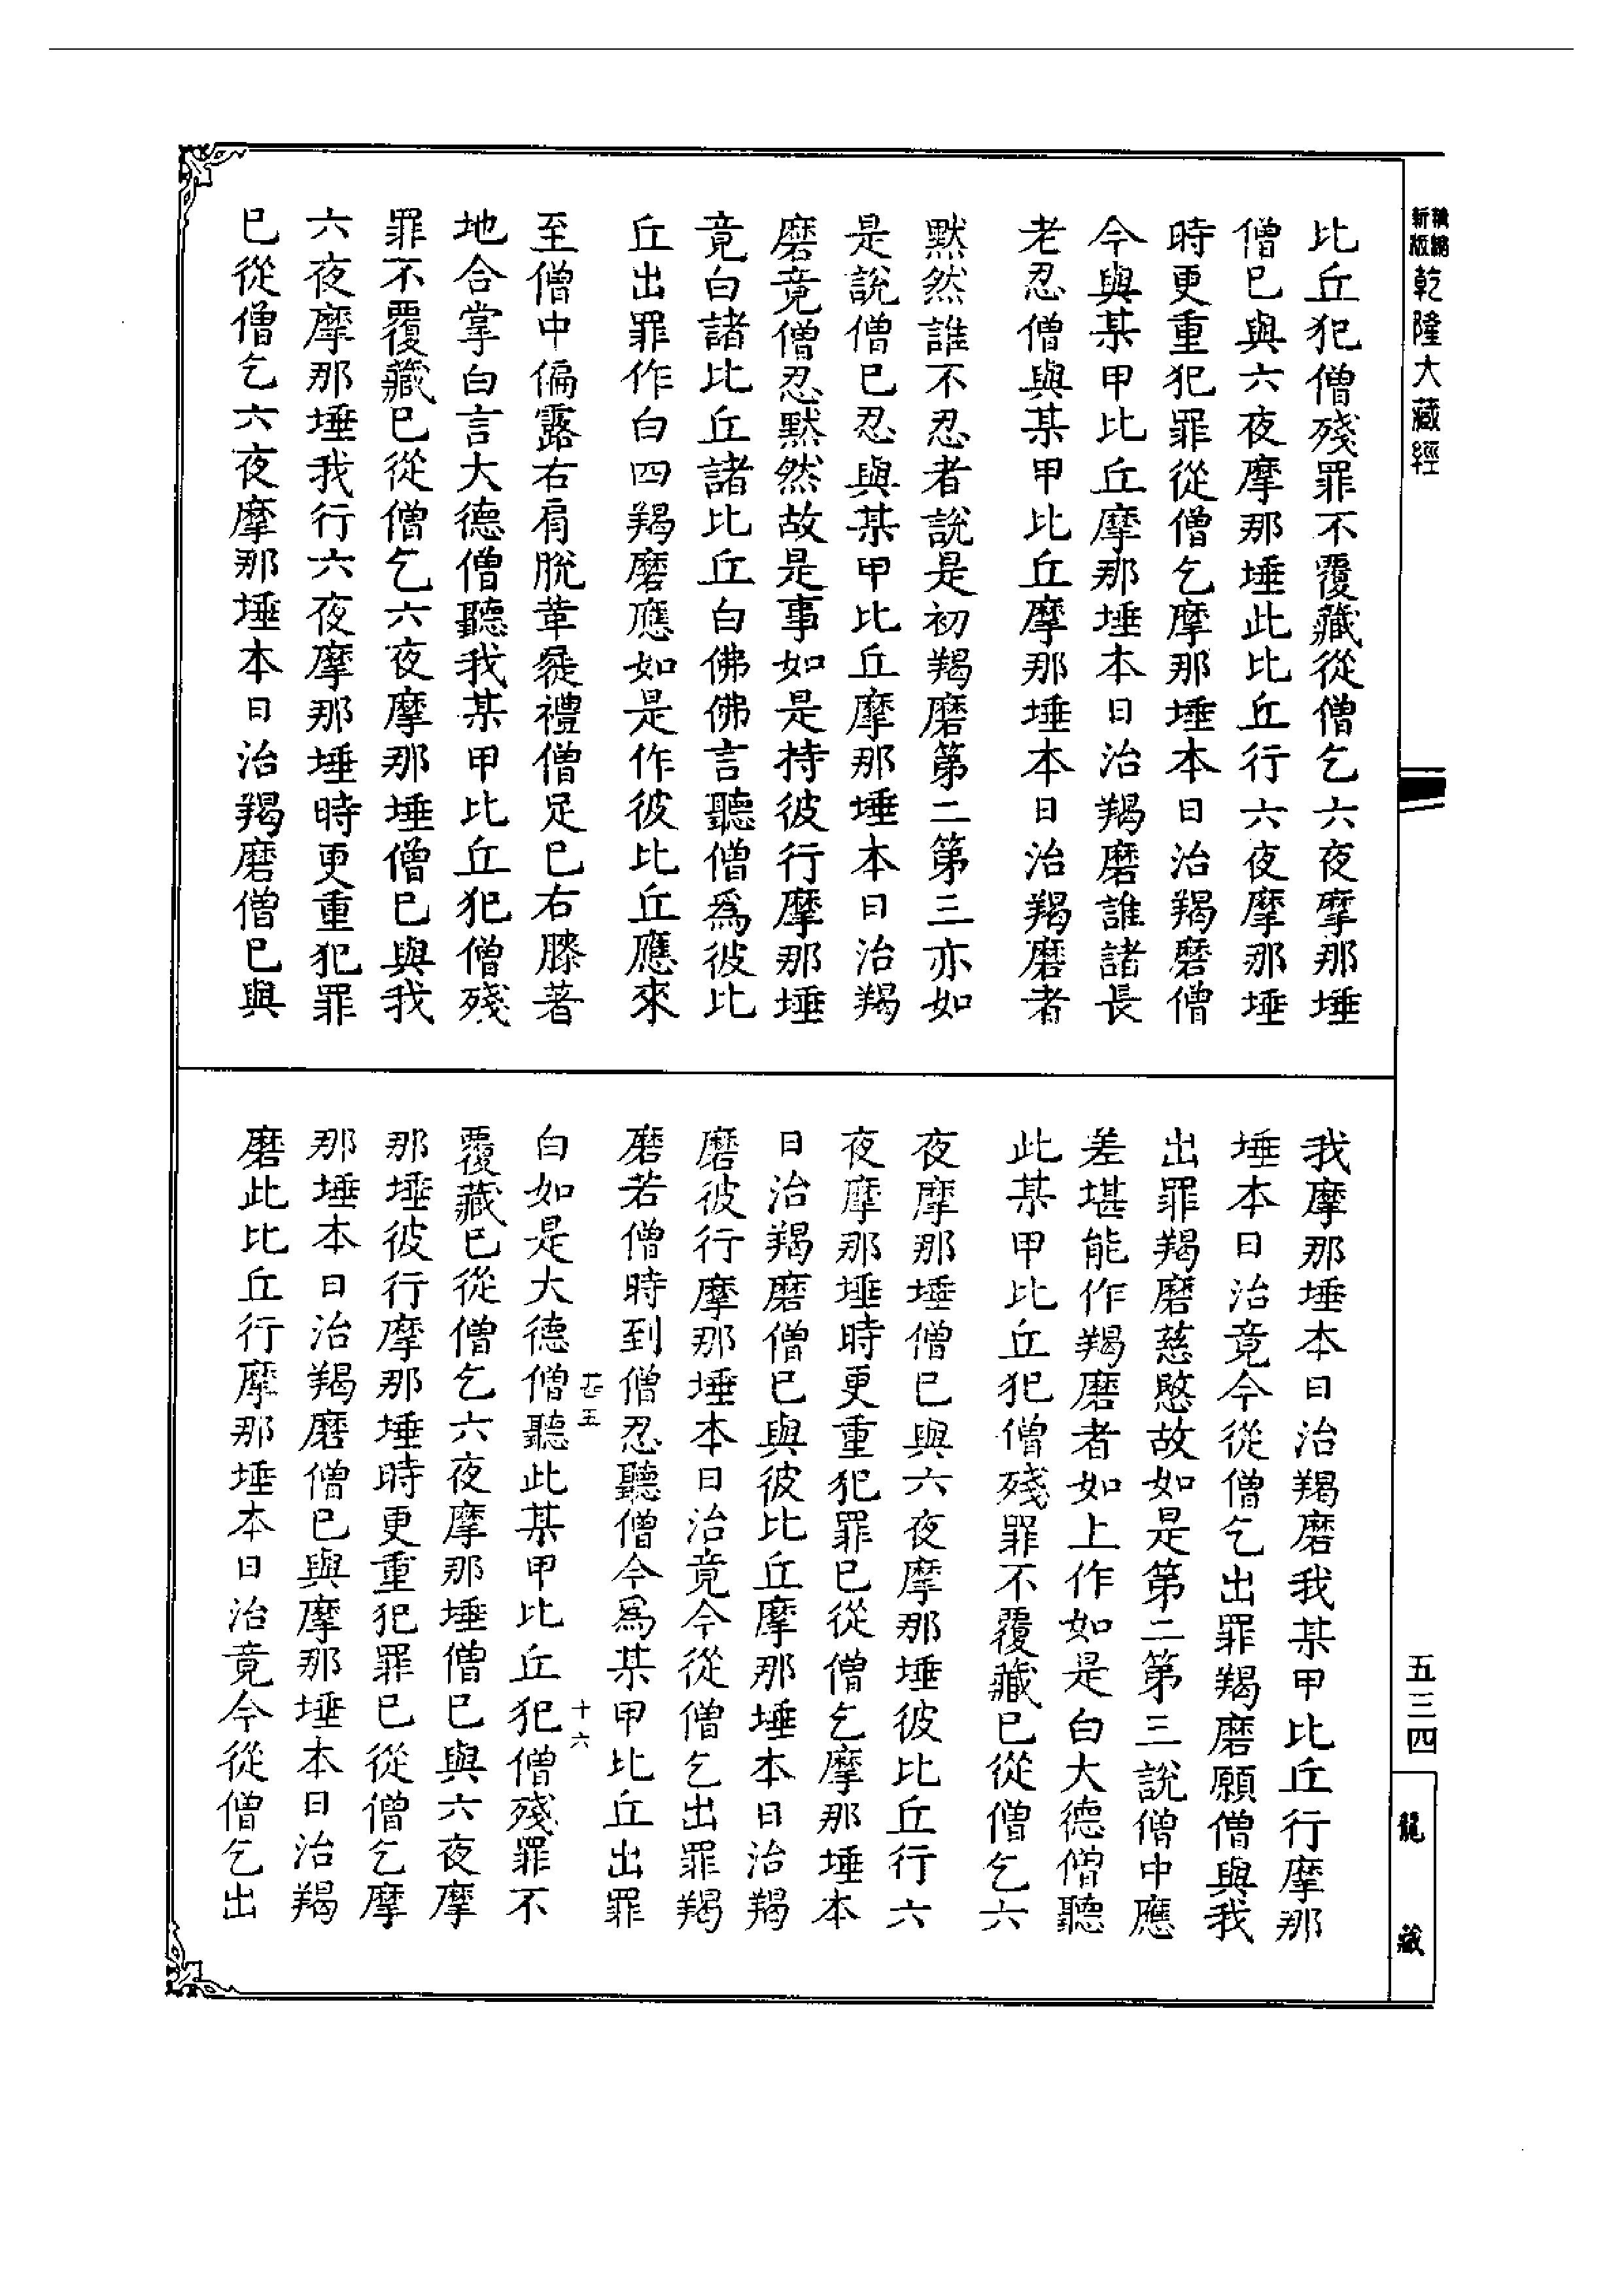 新版
乾隆大藏經
比丘犯僧殘罪不覆藏從僧乞六夜摩那埵
僧已與六夜摩那埵此比丘行六夜摩那埵
時更重犯罪從僧乞摩那埵本日治羯磨僧
今與某甲比丘摩那埵本日治羯磨誰諸長
老忍僧與某甲比丘摩那埵本日治羯磨者
默然誰不忍者說是初羯磨第二第三亦如
是說僧已忍與某甲比丘摩那埵本日治羯
磨竟僧忍默然故是事如是持彼行摩那埵
竟白諸比丘諸比丘白佛佛言聽僧爲彼比
丘出罪作白四羯磨應如是作彼比丘應來
至僧中偏露右肩脫革屣禮僧足已右膝著
地合掌白言大德僧聽我某甲比丘犯僧殘
罪不覆藏已從僧乞六夜摩那埵僧已與我
六夜摩那埵我行六夜摩那埵時更重犯罪
已從僧乞六夜摩那埵本日治羯磨僧已與
我摩那埵本日治羯磨我某甲比丘行摩那
埵本日治竟今從僧乞出罪羯磨願僧與我
出罪羯磨慈愍故如是第二第三說僧中應
差堪能作羯磨者如上作如是白大德僧聽
此某甲比丘犯僧殘罪不覆藏已從僧乞六
夜摩那埵僧已與六夜摩那埵彼比丘行六
夜摩那埵時更重犯罪已從僧乞摩那埵本
日治羯磨僧已與彼比丘摩那埵本日治羯
磨彼行摩那埵本日治竟今從僧乞出罪羯
磨若僧時到僧忍聽僧今爲某甲比丘出罪
十六
白如是大德僧聽此某甲比丘犯僧殘罪不
覆藏已從僧乞六夜摩那埵僧已與六夜摩
那埵彼行摩那埵時更重犯罪已從僧乞摩
那埵本日治羯磨僧已與摩那埵本日治羯
磨此比丘行摩那埵本日治竟今從僧乞出
五三四
龍藏